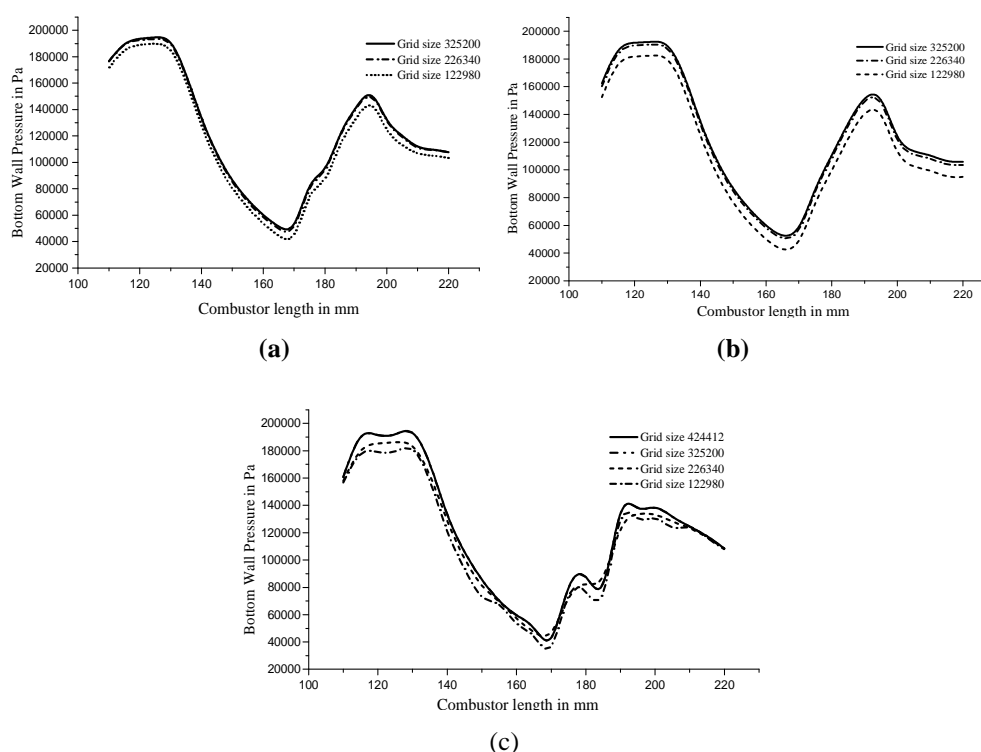 200000
180000
160000
140000
120000
100000
80000
60000
40000
20000
Bottom Wall Pressure in Pa
Grid size 325200
Grid size 226340
Grid size 122980
100 120 140 160 180 200 220
Combustor length in mm
(a)
200000
180000
160000
140000
120000
100000
80000
60000
40000
20000
Bottom Wall Pressure in Pa
Grid size 325200
Grid size 226340
Grid size 122980
100 120 140 160 180 200 220
Combustor length in mm
(b)
200000
180000
160000
140000
120000
100000
80000
60000
40000
20000
Bottom Wall Pressure in Pa
Grid size 424412
Grid size 325200
Grid size 226340
Grid size 122980
100 120 140 160 180 200 220
Combustor length in mm
(c)